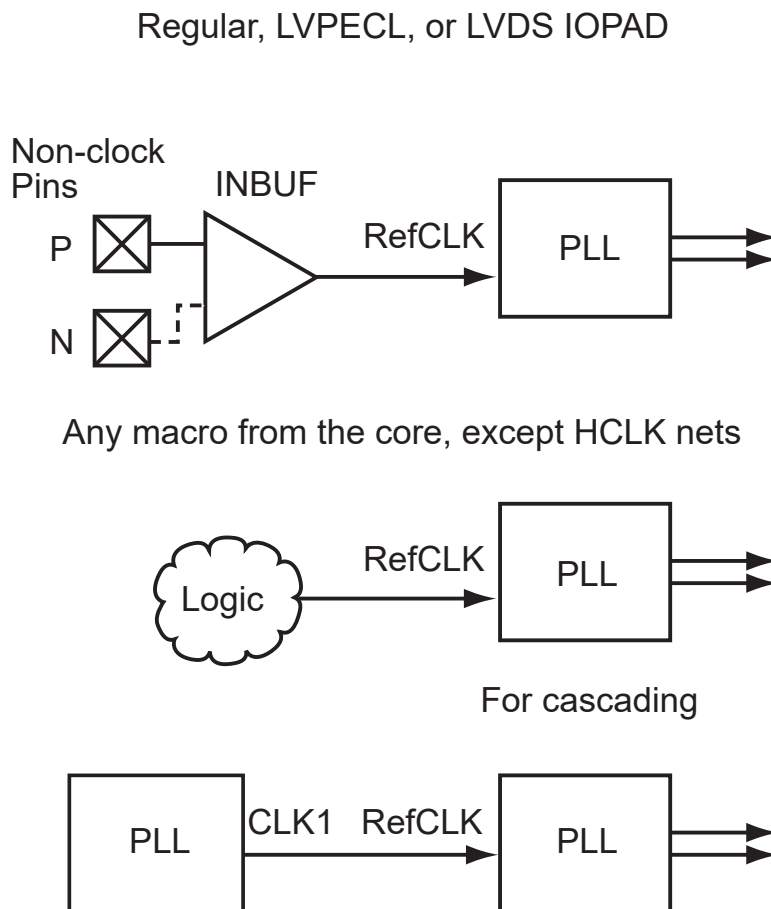 Regular, LVPECL, or LVDS IOPAD
Non-clock
Pins
INBUF
P
RefCLK
PLL
N
Any macro from the core, except HCLK nets
Logic
RefCLK
PLL
For cascading
PLL
CLK1
RefCLK
PLL